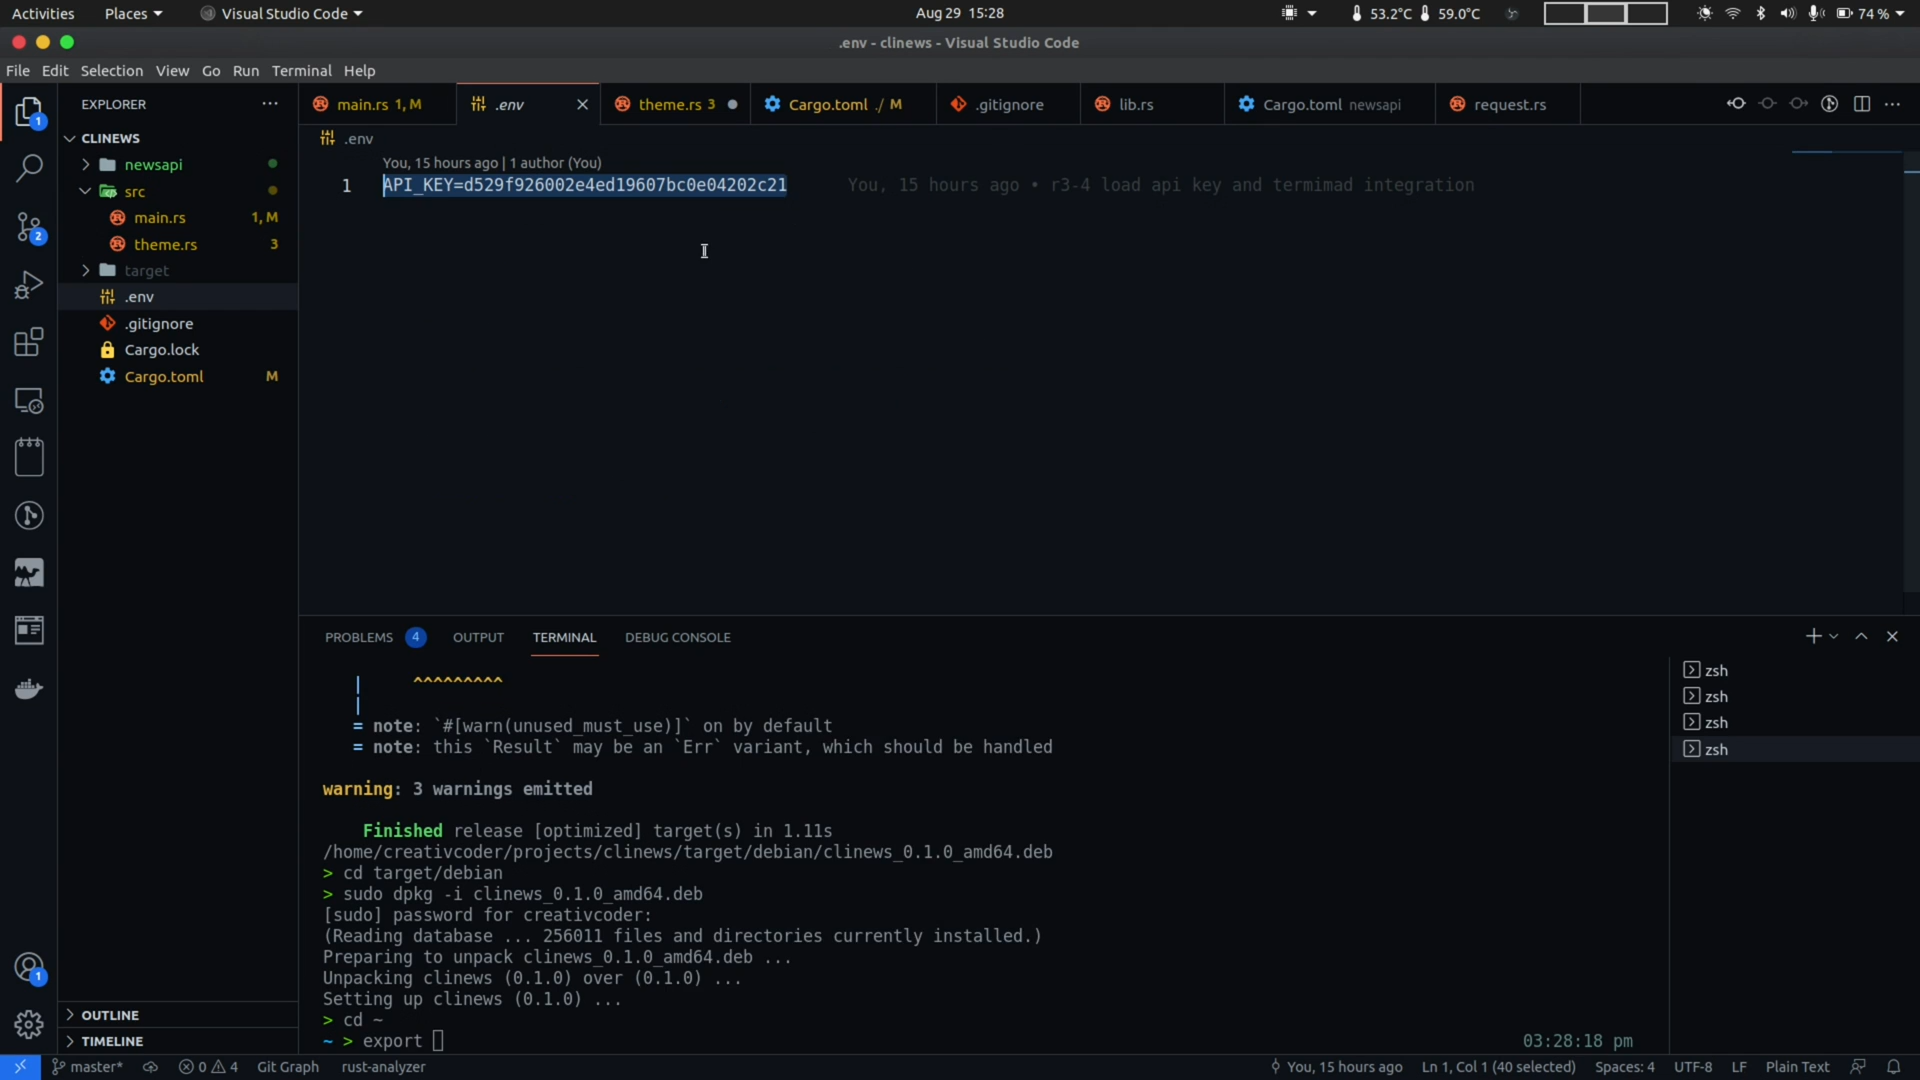 Activities Places Visual Studio Code Aug 29 15:28 53.2°C 59.0°C 74 %
.env - clinews - Visual Studio Code
File Edit Selection View Go Run Terminal Help
EXPLORER
main.rs 1, M .env theme.rs 3 Cargo.toml ./ M .gitignore lib.rs Cargo.toml newsapi request.rs
CLINEWS
newsapi
src
main.rs 1, M
theme.rs 3
target
.env
.gitignore
Cargo.lock
Cargo.toml M
OUTLINE
TIMELINE
1
2
1
.env
You, 15 hours ago | 1 author (You)
1 API_KEY=d529f926002e4ed19607bc0e04202c21 You, 15 hours ago • r3-4 load api key and termimad integration
PROBLEMS 4 OUTPUT TERMINAL DEBUG CONSOLE
| ^^^^^^^^^
|
= note: `#[warn(unused_must_use)]` on by default
= note: this `Result` may be an `Err` variant, which should be handled
warning: 3 warnings emitted
Finished release [optimized] target(s) in 1.11s
/home/creativcoder/projects/clinews/target/debian/clinews_0.1.0_amd64.deb
> cd target/debian
> sudo dpkg -i clinews_0.1.0_amd64.deb
[sudo] password for creativcoder:
(Reading database ... 256011 files and directories currently installed.)
Preparing to unpack clinews_0.1.0_amd64.deb ...
Unpacking clinews (0.1.0) over (0.1.0) ...
Setting up clinews (0.1.0) ...
> cd ~
~ > export 03:28:18 pm
zsh
zsh
zsh
zsh
master* 0 4 Git Graph rust-analyzer You, 15 hours ago Ln 1, Col 1 (40 selected) Spaces: 4 UTF-8 LF Plain Text